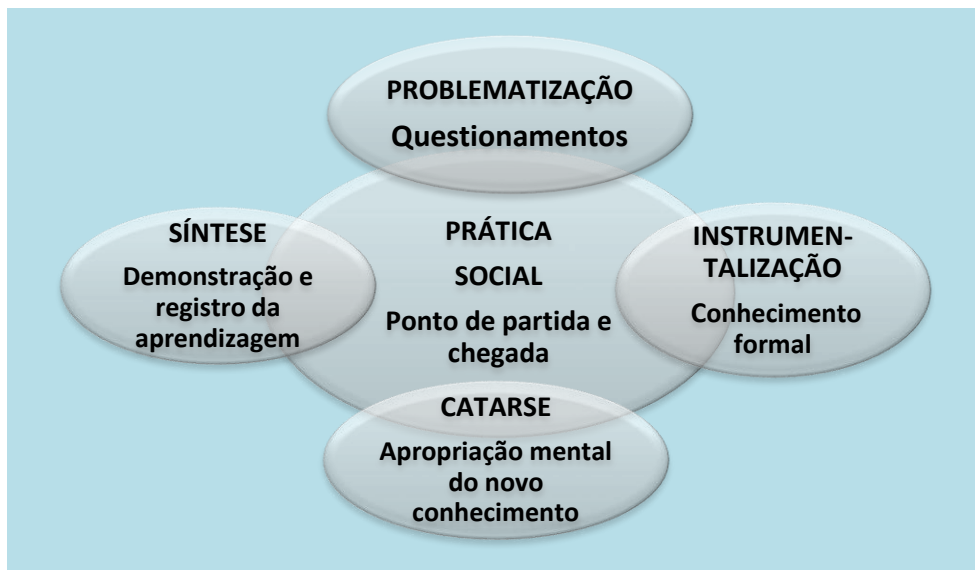 PROBLEMATIZAÇÃO
Questionamentos
SÍNTESE
Demonstração e
registro da
aprendizagem
PRÁTICA
SOCIAL
Ponto de partida e
chegada
INSTRUMEN-
TALIZAÇÃO
Conhecimento
formal
CATARSE
Apropriação mental
do novo
conhecimento